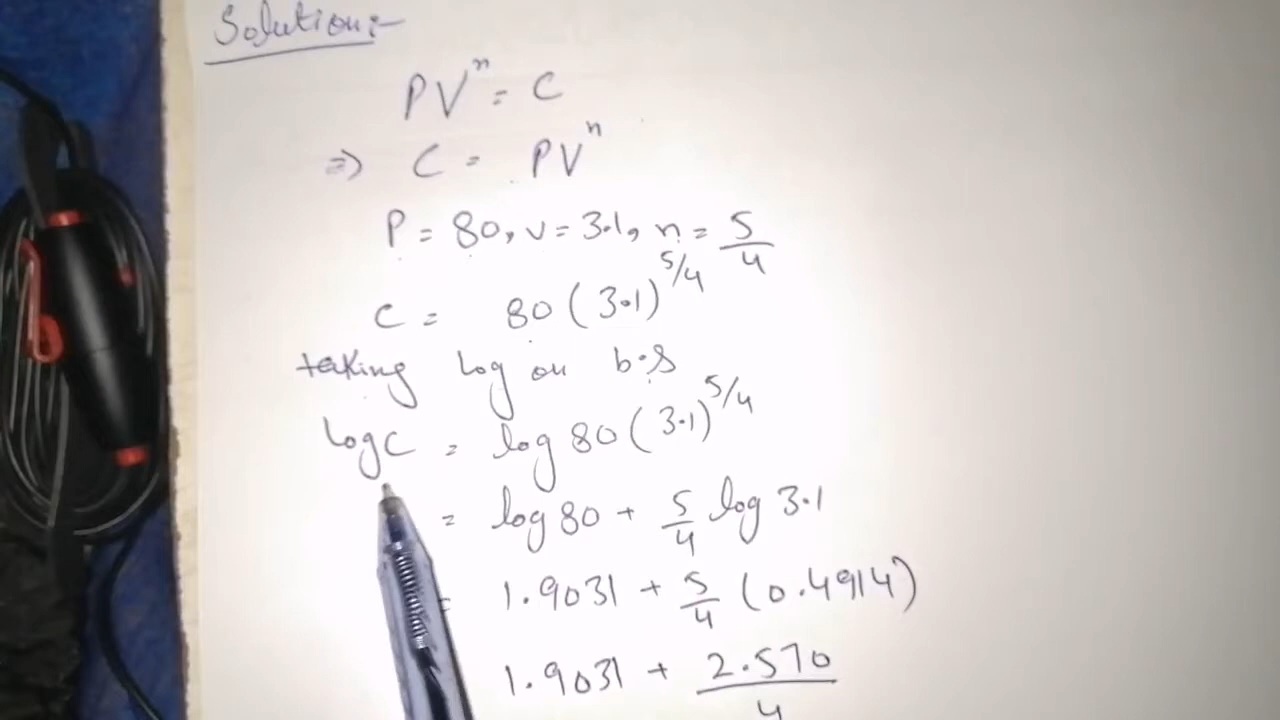 Solution:-
PV^n = C
=> C = PV^n
P = 80, v = 3.1, n = 5/4
C = 80 (3.1)^5/4
taking log on b.s
log C = log 80 (3.1)^5/4
= log 80 + 5/4 log 3.1
= 1.9031 + 5/4 (0.4914)
1.9031 + 2.570/4